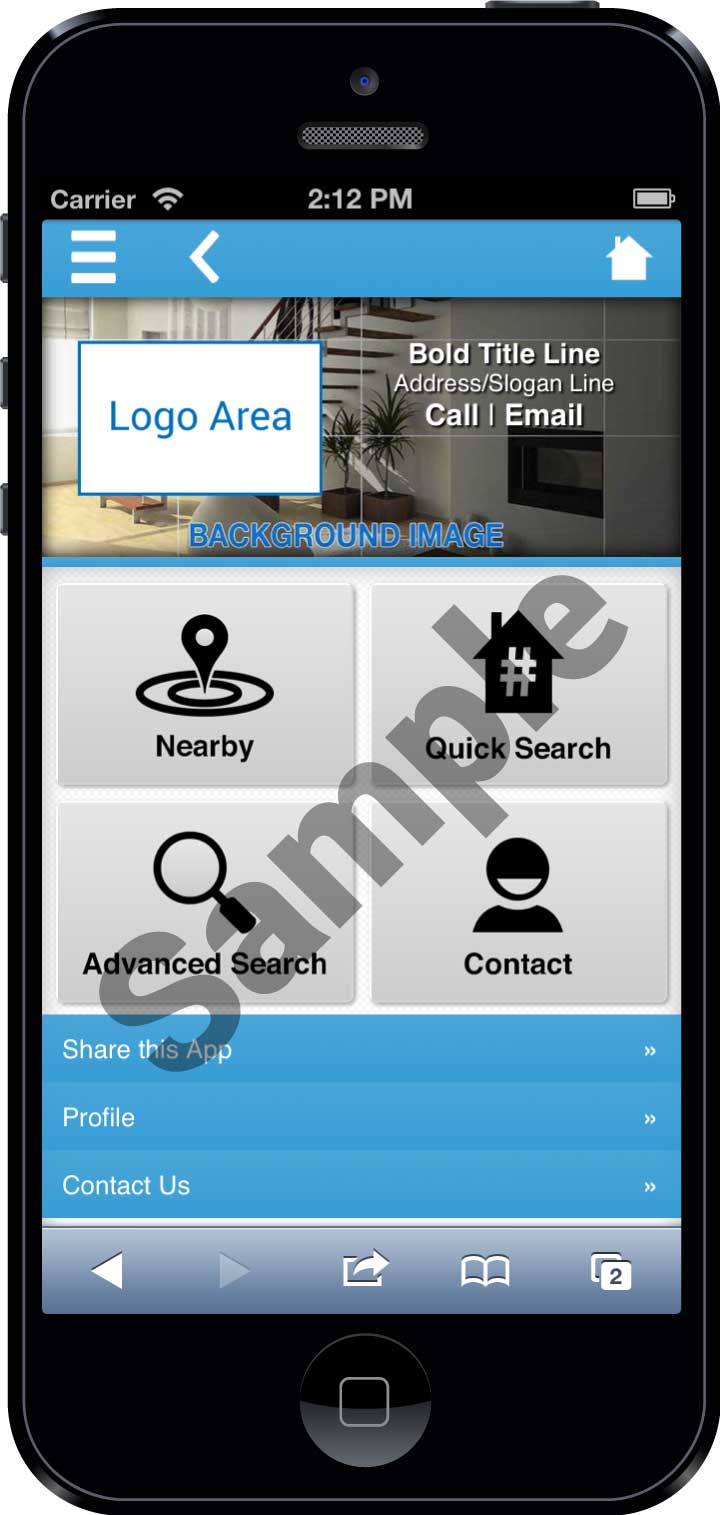 Carrier 2:12 PM
Logo Area
Bold Title Line
Address/Slogan Line
Call | Email
BACKGROUND IMAGE
Nearby
#
Quick Search
Advanced Search
Contact
Sample
Share this App »
Profile »
Contact Us »
2